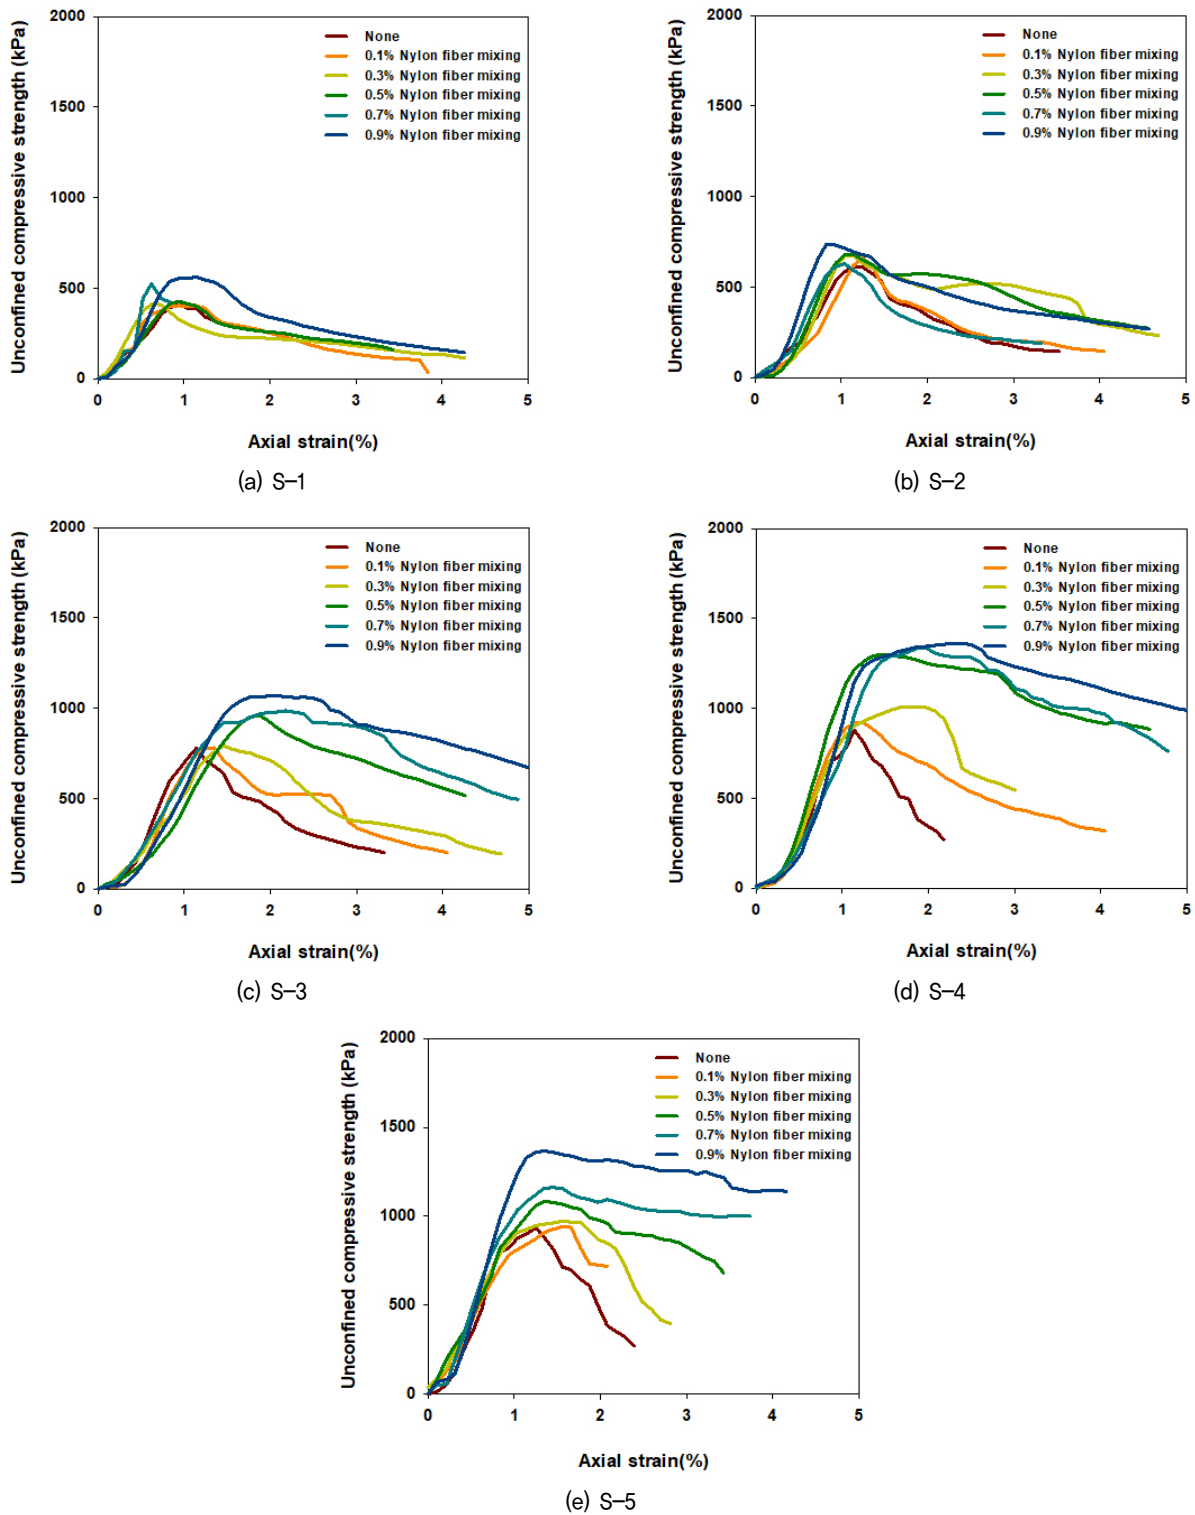 Unconfined compressive strength (kPa)
2000
1500
1000
500
0
0 1 2 3 4 5
None
0.1% Nylon fiber mixing
0.3% Nylon fiber mixing
0.5% Nylon fiber mixing
0.7% Nylon fiber mixing
0.9% Nylon fiber mixing
Axial strain(%)
(a) S-1
Unconfined compressive strength (kPa)
2000
1500
1000
500
0
0 1 2 3 4 5
None
0.1% Nylon fiber mixing
0.3% Nylon fiber mixing
0.5% Nylon fiber mixing
0.7% Nylon fiber mixing
0.9% Nylon fiber mixing
Axial strain(%)
(b) S-2
Unconfined compressive strength (kPa)
2000
1500
1000
500
0
0 1 2 3 4 5
None
0.1% Nylon fiber mixing
0.3% Nylon fiber mixing
0.5% Nylon fiber mixing
0.7% Nylon fiber mixing
0.9% Nylon fiber mixing
Axial strain(%)
(c) S-3
Unconfined compressive strength (kPa)
2000
1500
1000
500
0
0 1 2 3 4 5
None
0.1% Nylon fiber mixing
0.3% Nylon fiber mixing
0.5% Nylon fiber mixing
0.7% Nylon fiber mixing
0.9% Nylon fiber mixing
Axial strain(%)
(d) S-4
Unconfined compressive strength (kPa)
2000
1500
1000
500
0
0 1 2 3 4 5
None
0.1% Nylon fiber mixing
0.3% Nylon fiber mixing
0.5% Nylon fiber mixing
0.7% Nylon fiber mixing
0.9% Nylon fiber mixing
Axial strain(%)
(e) S-5